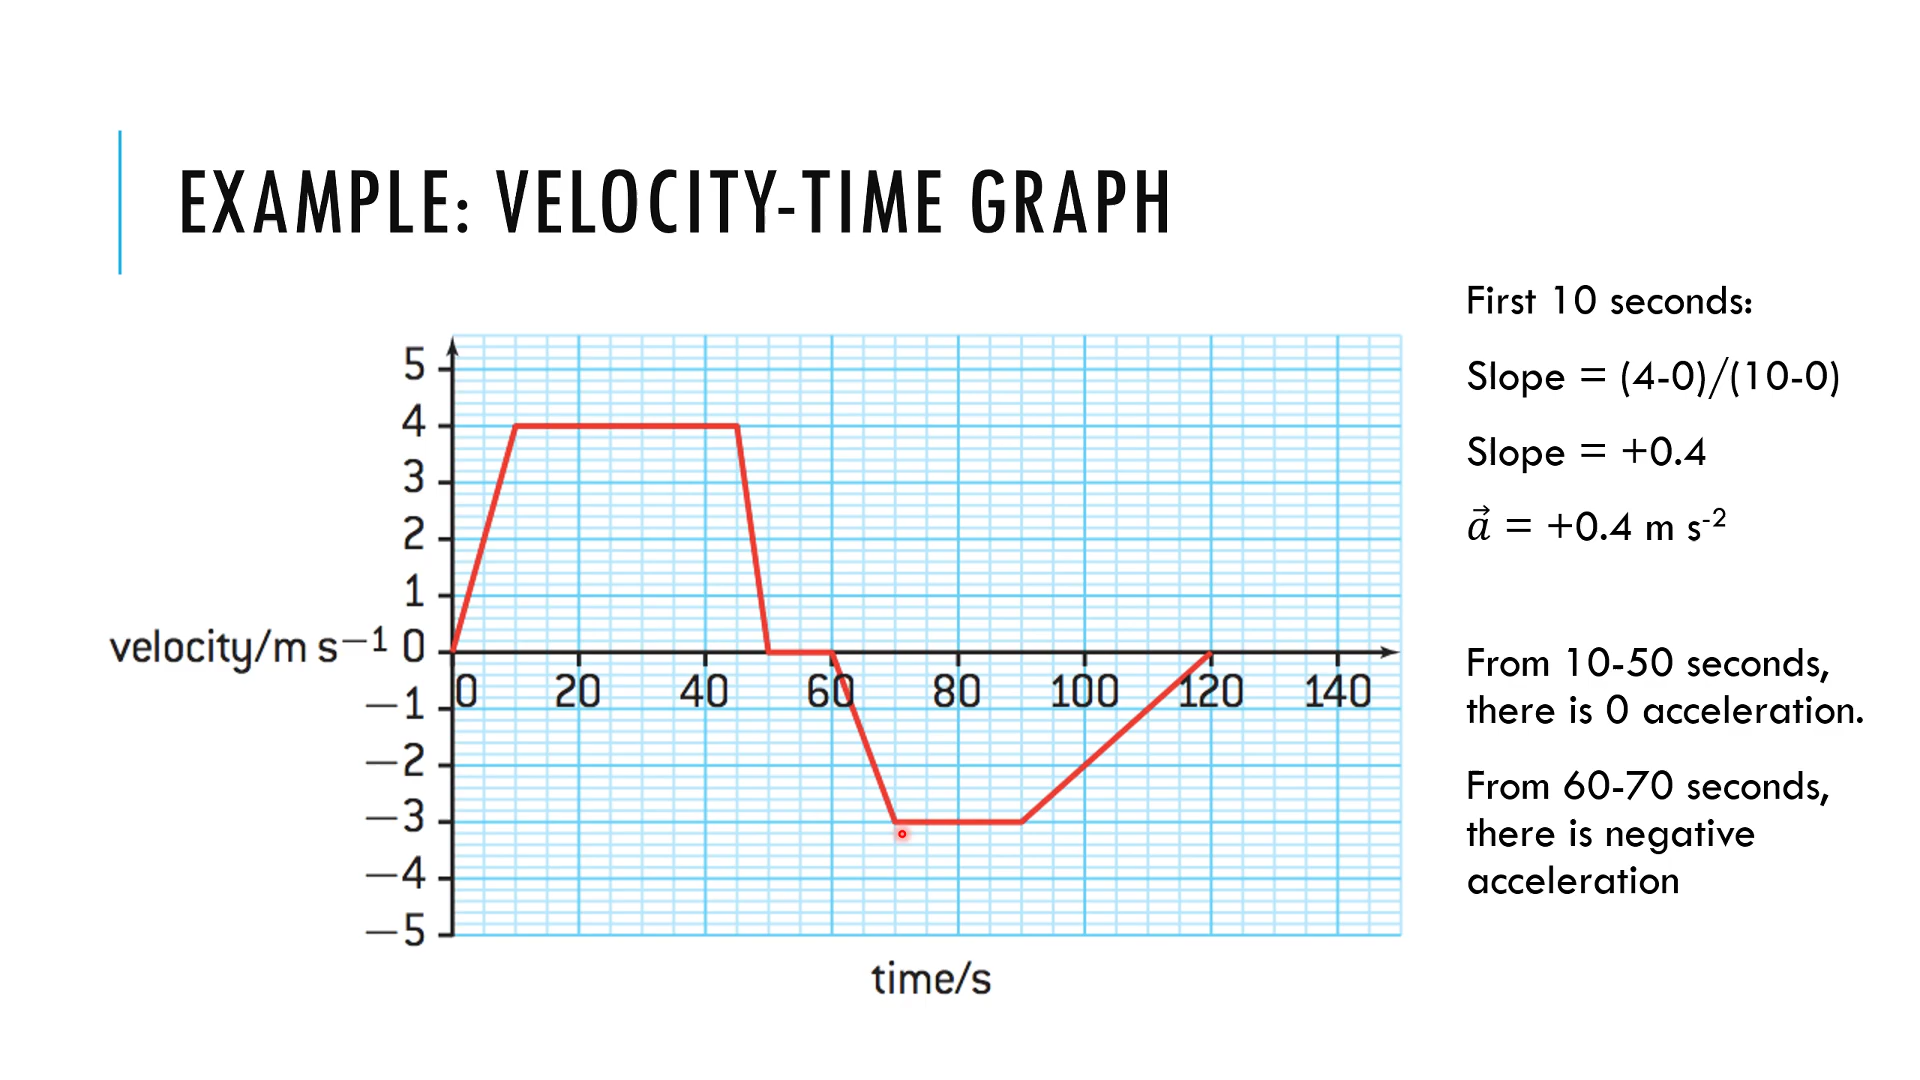 EXAMPLE: VELOCITY-TIME GRAPH
First 10 seconds:
Slope = (4-0)/(10-0)
Slope = +0.4
a⃗ = +0.4 m s⁻²
From 10-50 seconds,
there is 0 acceleration.
From 60-70 seconds,
there is negative
acceleration
5
4
3
2
1
velocity/m s−1 0
−1
−2
−3
−4
−5
0 20 40 60 80 100 120 140
time/s